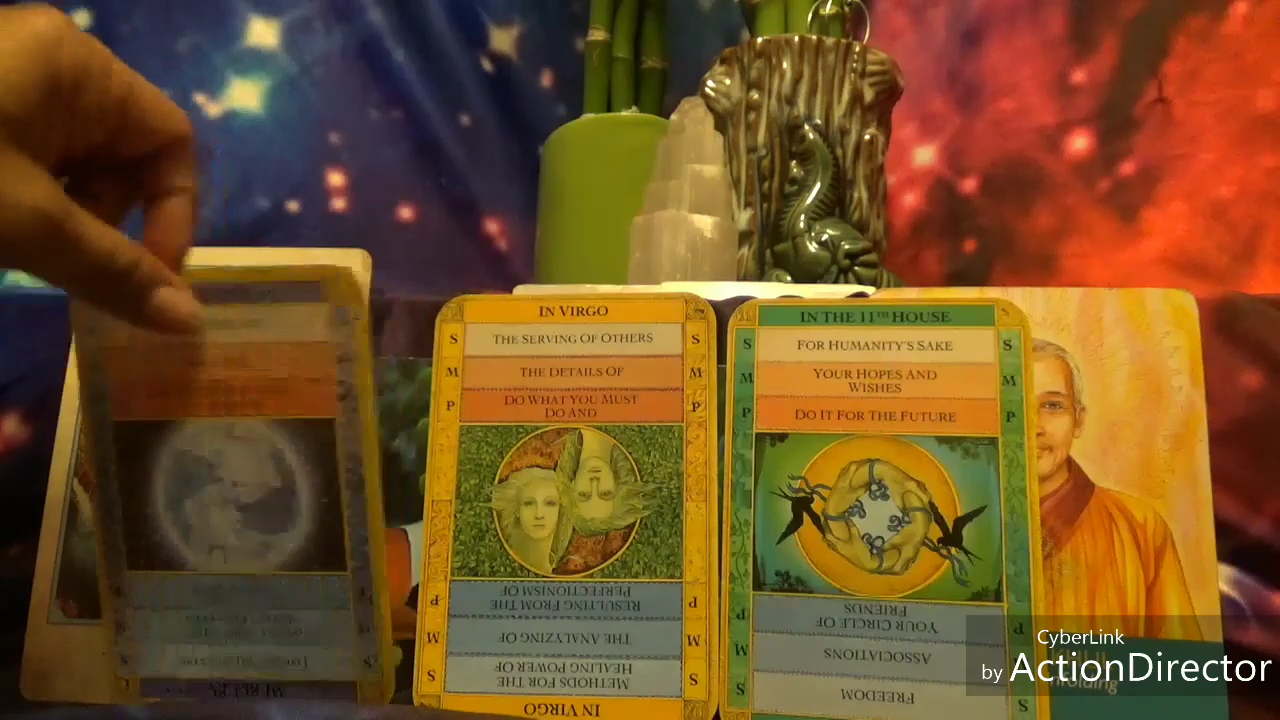 IN VIRGO
S
THE SERVING OF OTHERS
S
M
THE DETAILS OF
M
P
DO WHAT YOU MUST
DO AND
P
RESULTING FROM THE
PERFECTIONISM OF
P
P
THE ANALYZING OF
M
M
METHODS FOR THE
HEALING POWER OF
S
S
IN VIRGO
IN THE 11TH HOUSE
S
FOR HUMANITY'S SAKE
S
M
YOUR HOPES AND
WISHES
M
P
DO IT FOR THE FUTURE
P
YOUR CIRCLE OF
FRIENDS
P
P
ASSOCIATIONS
M
M
FREEDOM
S
S
CyberLink
by ActionDirector